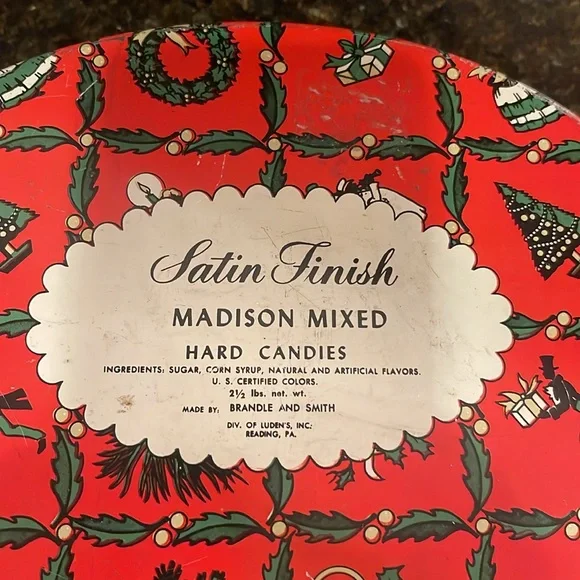 Satin Finish
MADISON MIXED
HARD CANDIES
INGREDIENTS: SUGAR, CORN SYRUP, NATURAL AND ARTIFICIAL FLAVORS.
U. S. CERTIFIED COLORS.
2½ lbs. net. wt.
MADE BY: BRANDLE AND SMITH
DIV. OF LUDEN'S, INC:
READING, PA.